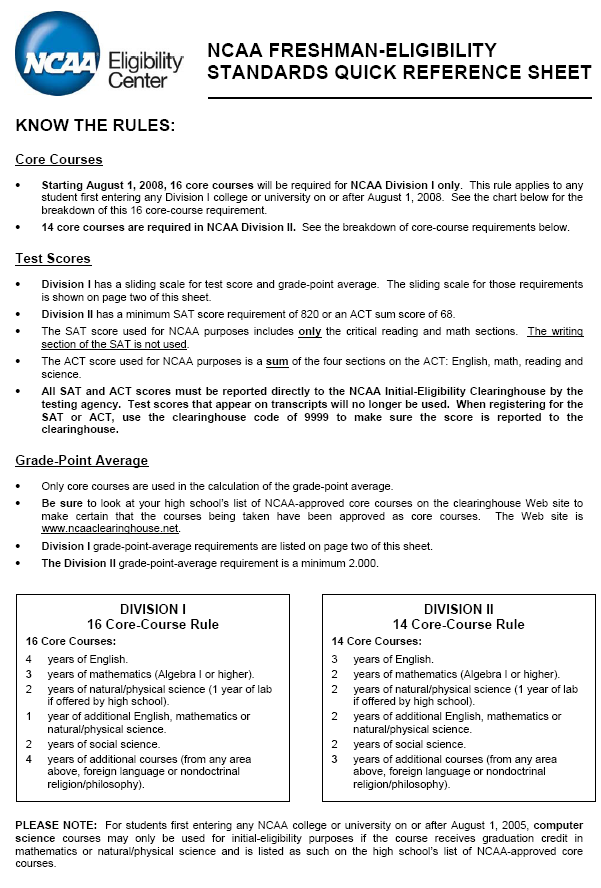 NCAA Eligibility Center
NCAA FRESHMAN-ELIGIBILITY
STANDARDS QUICK REFERENCE SHEET
KNOW THE RULES:
Core Courses
• Starting August 1, 2008, 16 core courses will be required for NCAA Division I only. This rule applies to any
student first entering any Division I college or university on or after August 1, 2008. See the chart below for the
breakdown of this 16 core-course requirement.
• 14 core courses are required in NCAA Division II. See the breakdown of core-course requirements below.
Test Scores
• Division I has a sliding scale for test score and grade-point average. The sliding scale for those requirements
is shown on page two of this sheet.
• Division II has a minimum SAT score requirement of 820 or an ACT sum score of 68.
• The SAT score used for NCAA purposes includes only the critical reading and math sections. The writing
section of the SAT is not used.
• The ACT score used for NCAA purposes is a sum of the four sections on the ACT: English, math, reading and
science.
• All SAT and ACT scores must be reported directly to the NCAA Initial-Eligibility Clearinghouse by the
testing agency. Test scores that appear on transcripts will no longer be used. When registering for the
SAT or ACT, use the clearinghouse code of 9999 to make sure the score is reported to the
clearinghouse.
Grade-Point Average
• Only core courses are used in the calculation of the grade-point average.
• Be sure to look at your high school's list of NCAA-approved core courses on the clearinghouse Web site to
make certain that the courses being taken have been approved as core courses. The Web site is
www.ncaaclearinghouse.net.
• Division I grade-point-average requirements are listed on page two of this sheet.
• The Division II grade-point-average requirement is a minimum 2.000.
DIVISION I
16 Core-Course Rule
16 Core Courses:
4 years of English.
3 years of mathematics (Algebra I or higher).
2 years of natural/physical science (1 year of lab
if offered by high school).
1 year of additional English, mathematics or
natural/physical science.
2 years of social science.
4 years of additional courses (from any area
above, foreign language or nondoctrinal
religion/philosophy).
DIVISION II
14 Core-Course Rule
14 Core Courses:
3 years of English.
2 years of mathematics (Algebra I or higher).
2 years of natural/physical science (1 year of lab
if offered by high school).
2 years of additional English, mathematics or
natural/physical science.
2 years of social science.
3 years of additional courses (from any area
above, foreign language or nondoctrinal
religion/philosophy).
PLEASE NOTE: For students first entering any NCAA college or university on or after August 1, 2005, computer
science courses may only be used for initial-eligibility purposes if the course receives graduation credit in
mathematics or natural/physical science and is listed as such on the high school's list of NCAA-approved core
courses.